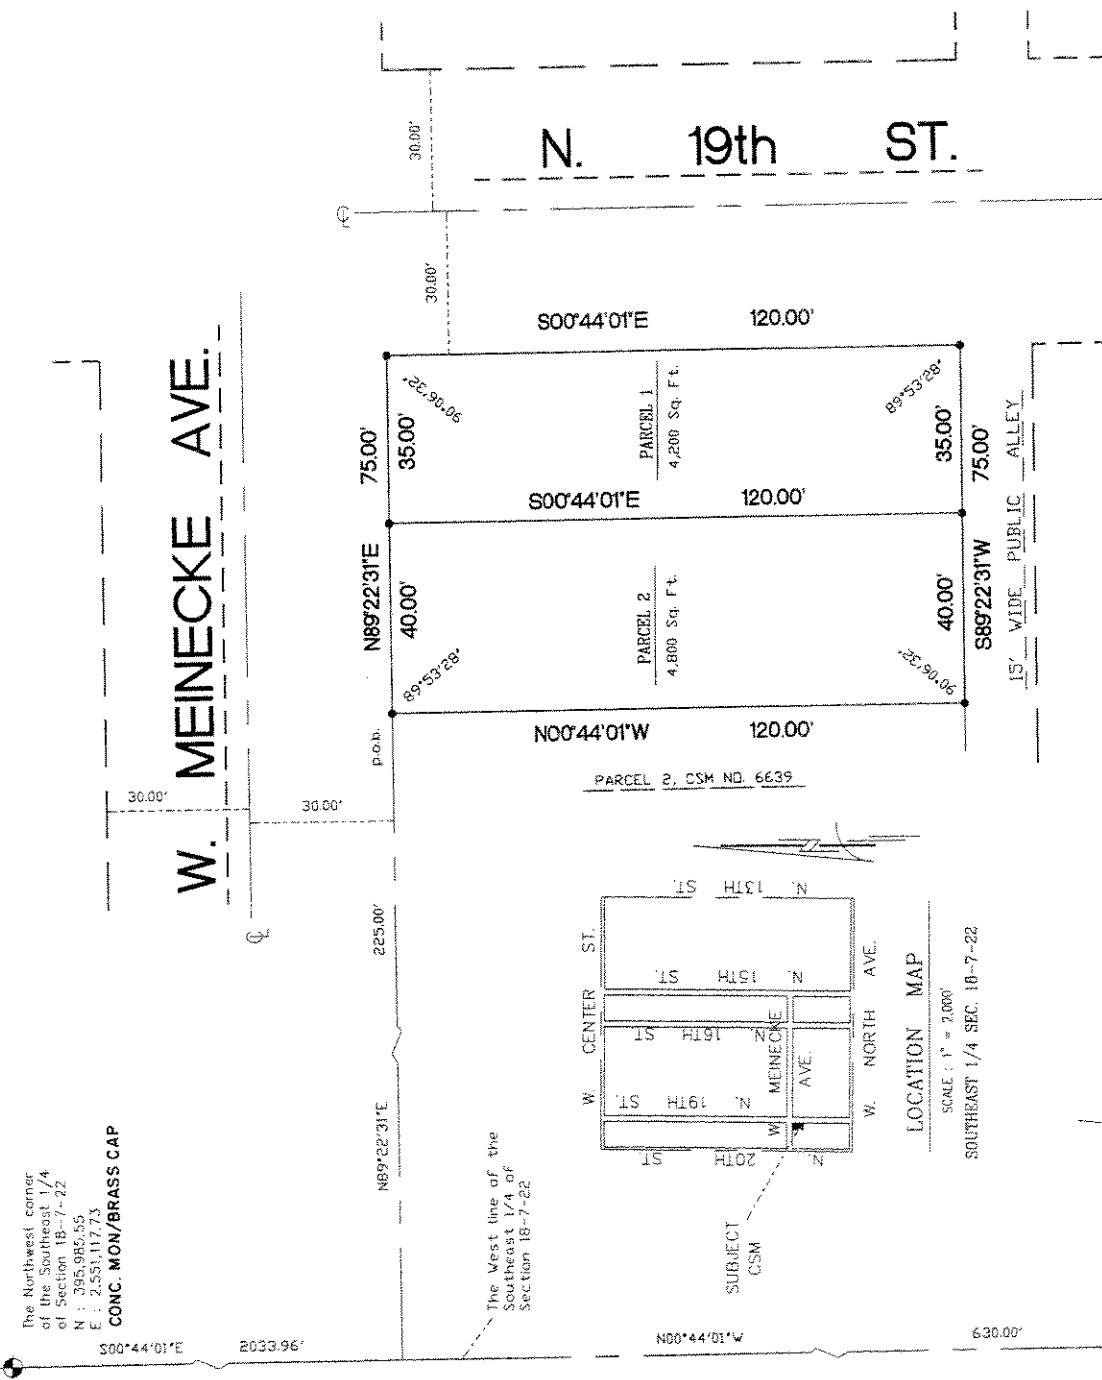 N. 19th ST.
30.00'
℄
30.00'
S00°44'01"E 120.00'
W. MEINECKE AVE.
75.00'
35.00'
90°06'32"
PARCEL 1
4,200 Sq. Ft.
89°53'28"
35.00'
75.00'
S00°44'01"E 120.00'
N89°22'31"E
40.00'
89°53'28"
PARCEL 2
4,800 Sq. Ft.
90°06'32"
40.00'
S89°22'31"W
15' WIDE PUBLIC ALLEY
p.o.b.
N00°44'01"W 120.00'
PARCEL 2, CSM NO. 6639
30.00'
30.00'
℄
225.00'
N89°22'31"E
N. 13TH ST.
N. 15TH ST.
N. 16TH ST.
N. 19TH ST.
N. 20TH ST.
W. CENTER ST.
W. MEINECKE
AVE.
W. NORTH AVE.
LOCATION MAP
SCALE : 1" = 2,000'
SOUTHEAST 1/4 SEC. 18-7-22
SUBJECT
CSM
The West line of the
Southeast 1/4 of
Section 18-7-22
The Northwest corner
of the Southeast 1/4
of Section 18-7-22
N : 395,985.55
E : 2,551,117.73
CONC. MON/BRASS CAP
S00°44'01"E 2033.96'
N00°44'01"W 630.00'